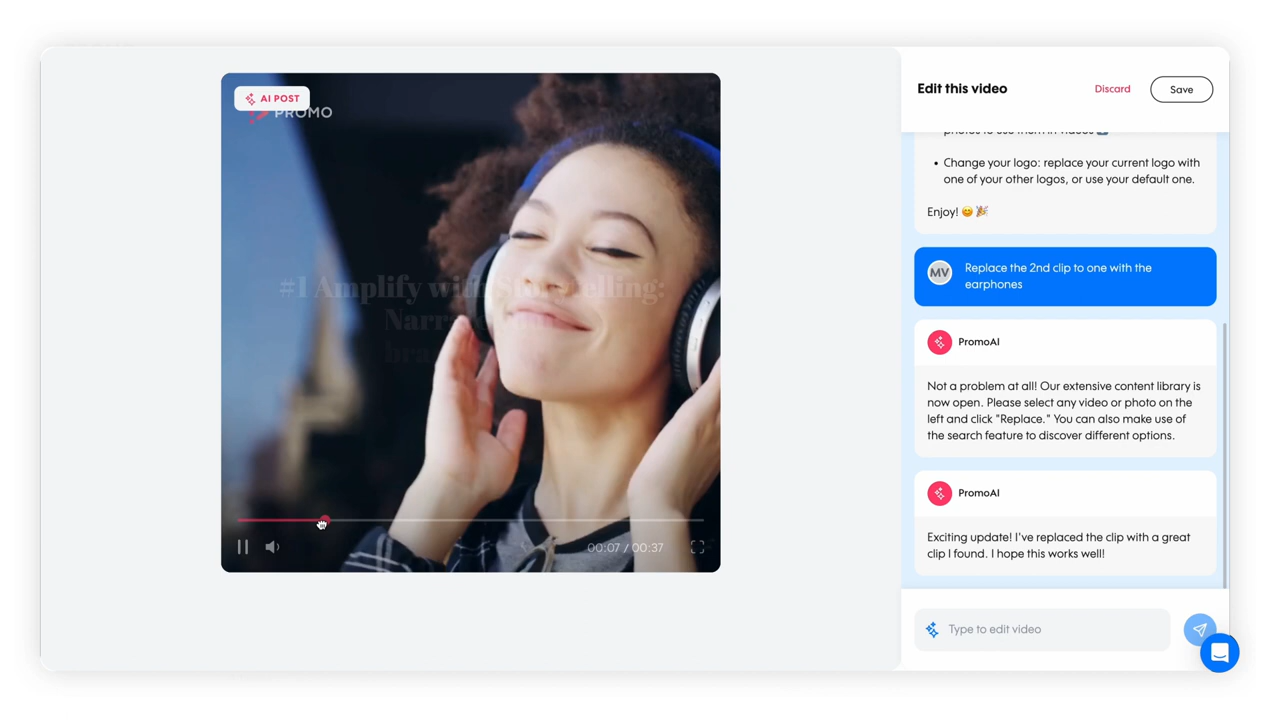 AI POST
PROMO
#1 Amplify with Storytelling:
Edit this video
Discard
Save
• Change your logo: replace your current logo with
one of your other logos, or use your default one.
Enjoy! 😄 🎉
MV
Replace the 2nd clip to one with the
earphones
PromoAI
Not a problem at all! Our extensive content library is
now open. Please select any video or photo on the
left and click "Replace." You can also make use of
the search feature to discover different options.
PromoAI
Exciting update! I've replaced the clip with a great
clip I found. I hope this works well!
00:07 / 00:37
Type to edit video